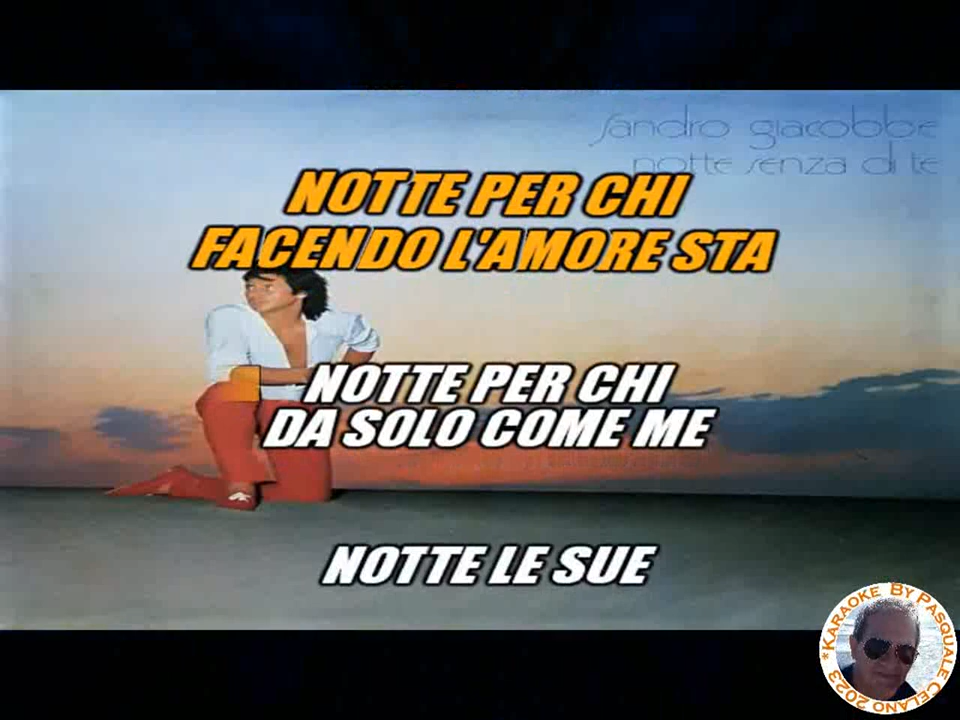 sandro giacobbe
notte senza di te
NOTTE PER CHI
FACENDO L'AMORE STA
NOTTE PER CHI
DA SOLO COME ME
NOTTE LE SUE
*KARAOKE BY PASQUALE CELANO 2023